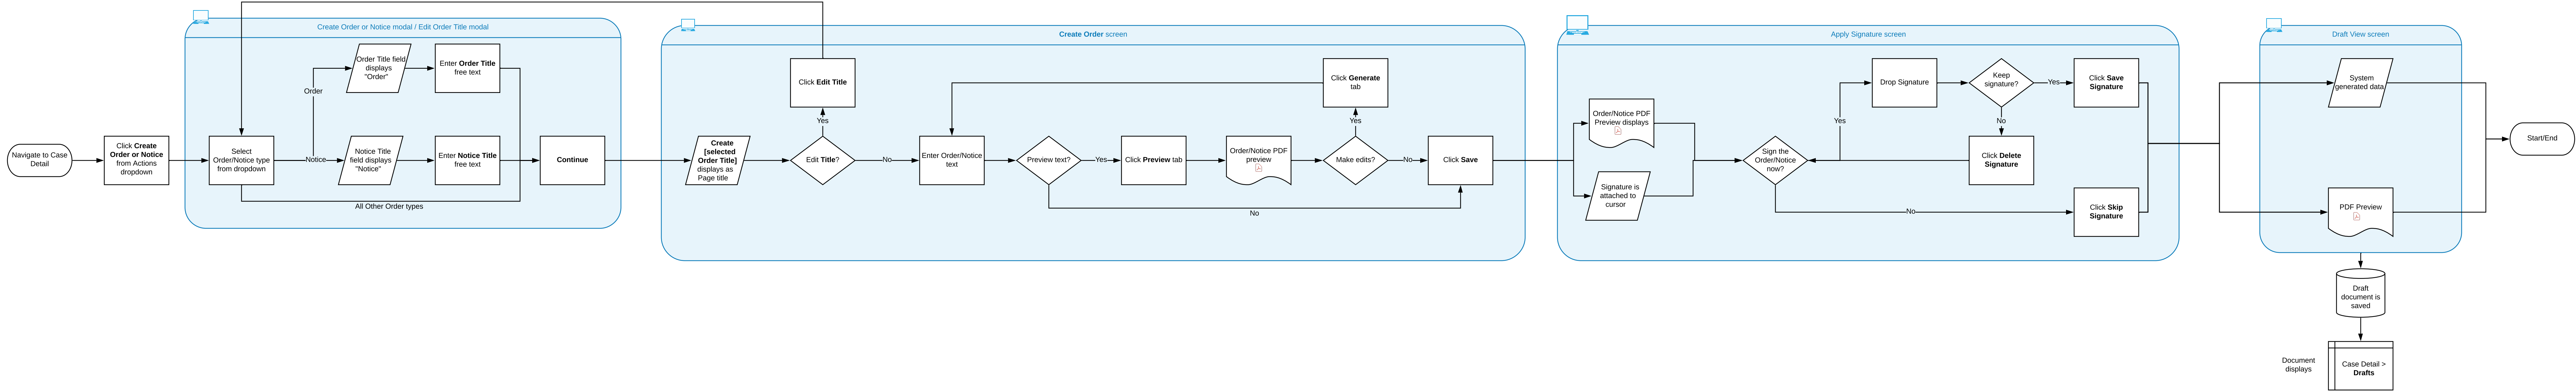 Navigate to Case
Detail
Click Create
Order or Notice
from Actions
dropdown
Create Order or Notice modal / Edit Order Title modal
Select
Order/Notice type
from dropdown
Order
Notice
All Other Order types
Order Title field
displays
"Order"
Enter Order Title
free text
Notice Title
field displays
"Notice"
Enter Notice Title
free text
Continue
Create Order screen
Create
[selected
Order Title]
displays as
Page title
Click Edit Title
Yes
Edit Title?
No
Enter Order/Notice
text
Preview text?
Yes
No
Click Preview tab
Order/Notice PDF
preview
Click Generate
tab
Yes
Make edits?
No
Click Save
Apply Signature screen
Order/Notice PDF
Preview displays
Signature is
attached to
cursor
Sign the
Order/Notice
now?
Yes
No
Drop Signature
Keep
signature?
Yes
No
Click Save
Signature
Click Delete
Signature
Click Skip
Signature
Draft View screen
System
generated data
PDF Preview
Start/End
Draft
document is
saved
Document
displays
Case Detail >
Drafts